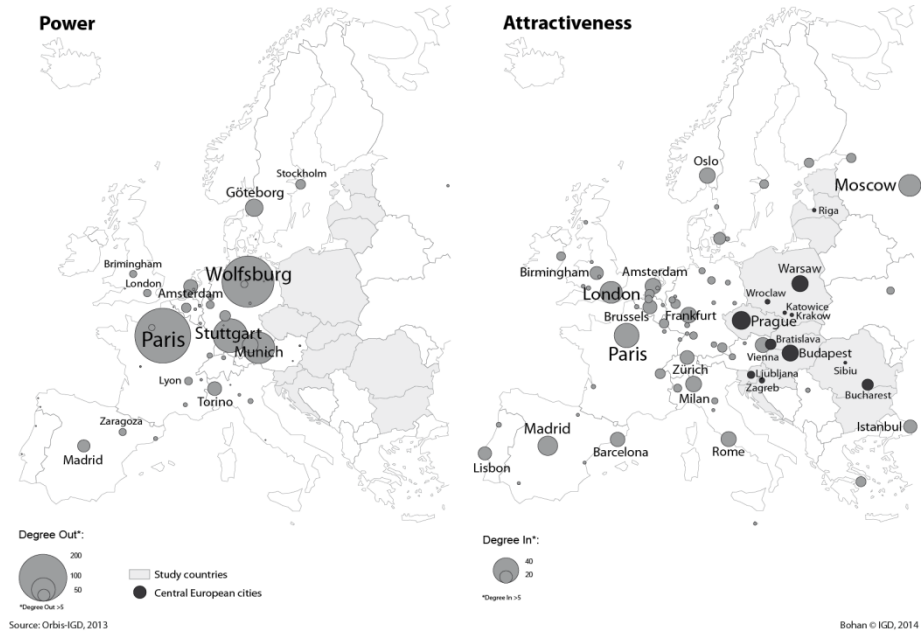 Power
Stockholm
Göteborg
Brimingham
London
Amsterdam
Wolfsburg
Paris
Stuttgart
Munich
Lyon
Torino
Zaragoza
Madrid
Degree Out*:
200
100
50
*Degree Out >5
Study countries
Central European cities
Source: Orbis-IGD, 2013
Attractiveness
Oslo
Moscow
Riga
Birmingham
Amsterdam
London
Warsaw
Wroclaw
Katowice
Krakow
Brussels
Frankfurt
Prague
Paris
Bratislava
Vienna
Budapest
Zürich
Ljubljana
Sibiu
Zagreb
Milan
Bucharest
Istanbul
Madrid
Barcelona
Rome
Lisbon
Degree In*:
40
20
*Degree In >5
Bohan © IGD, 2014